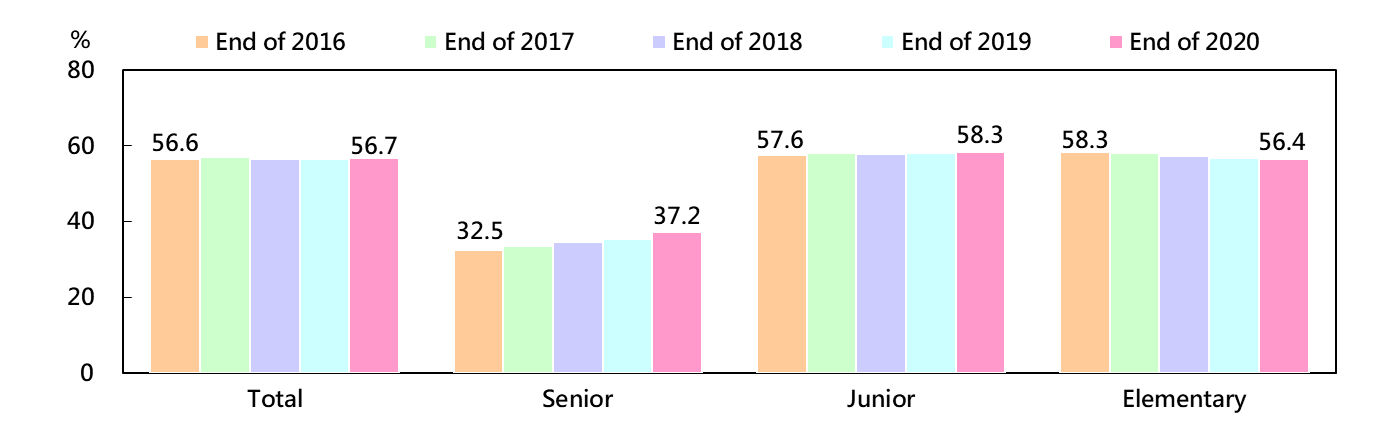 %
End of 2016 End of 2017 End of 2018 End of 2019 End of 2020
80
60
40
20
0
56.6 56.7 32.5 37.2 57.6 58.3 58.3 56.4
Total Senior Junior Elementary